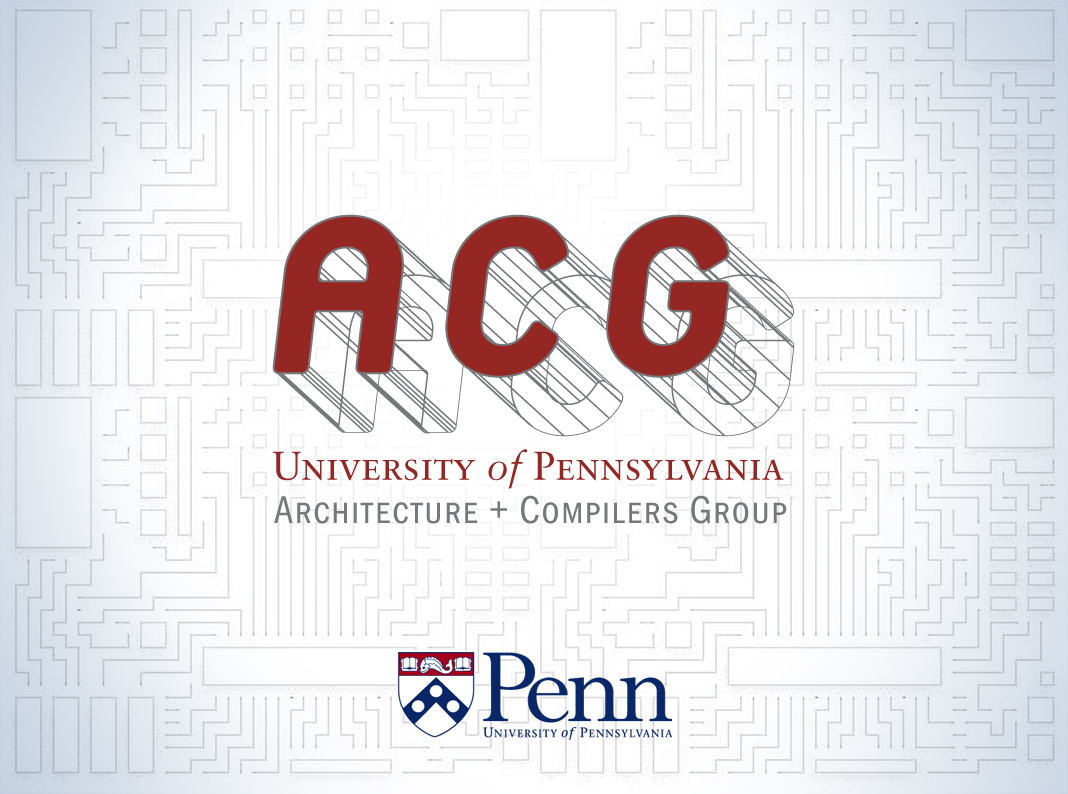 ACG
University of Pennsylvania
Architecture + Compilers Group
Penn
University of Pennsylvania